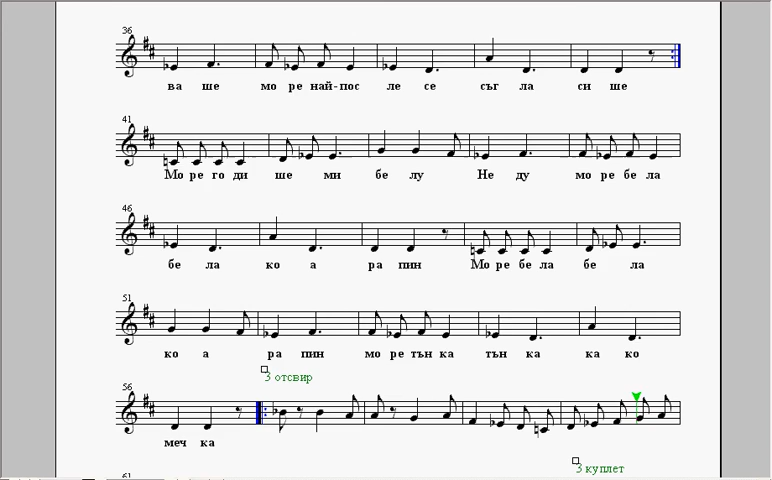 36
ва ше мо ре най-пос ле се съг ла си ше
41
Мо ре го ди ше ми бе лу Не ду мо ре бе ла
46
бе ла ко а ра пин Мо ре бе ла бе ла
51
ко а ра пин мо ре тън ка тън ка ка ко
3 отсвир
56
меч ка
3 куплет